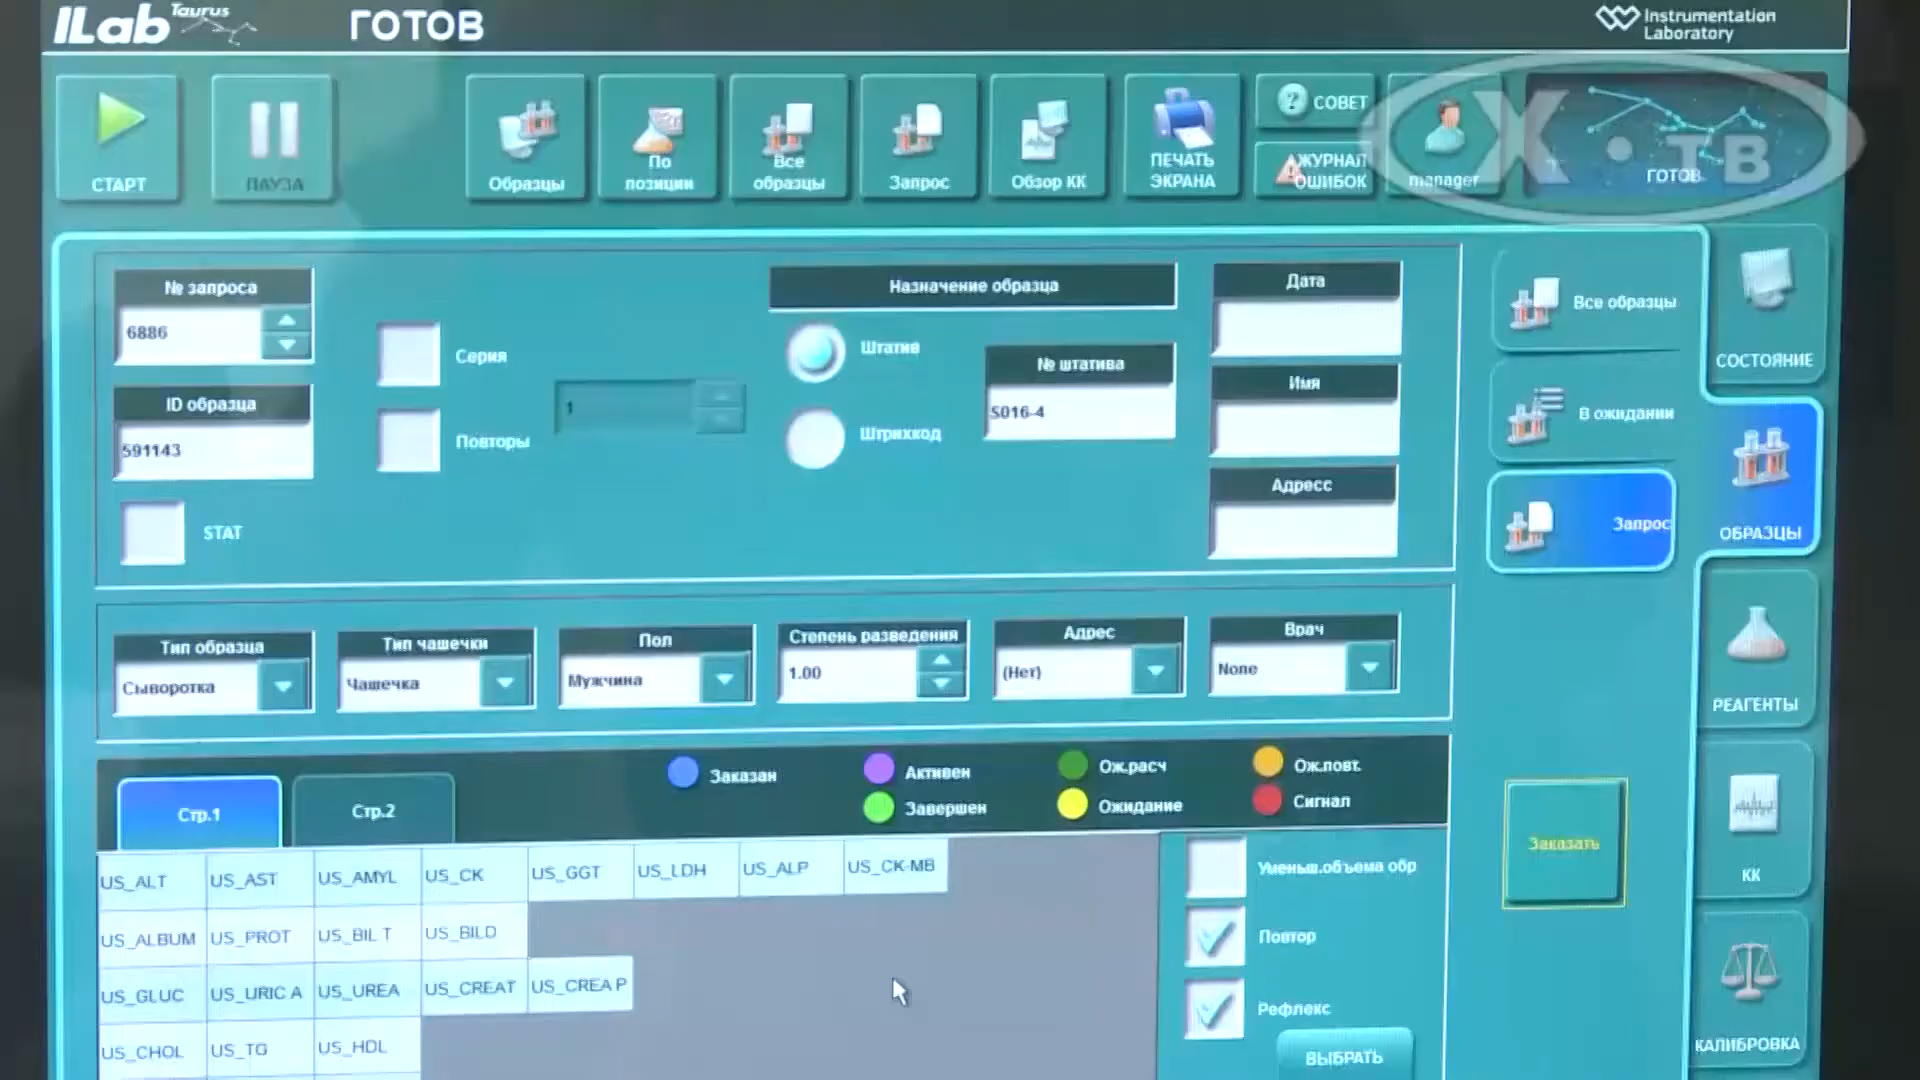 ILab Taurus
ГОТОВ
Instrumentation
Laboratory
СТАРТ
ПАУЗА
Образцы
По
позиции
Все
образцы
Запрос
Обзор КК
ПЕЧАТЬ
ЭКРАНА
СОВЕТ
ЖУРНАЛ
ОШИБОК
manager
ГОТОВ
Х·ТВ
№ запроса
6886
ID образца
591143
STAT
Серия
Повторы
1
Назначение образца
Штатив
Штрихкод
№ штатива
S016-4
Дата
Имя
Адресс
Все образцы
В ожидании
Запрос
СОСТОЯНИЕ
ОБРАЗЦЫ
РЕАГЕНТЫ
КК
КАЛИБРОВКА
Тип образца
Сыворотка
Тип чашечки
Чашечка
Пол
Мужчина
Степень разведения
1.00
Адрес
(Нет)
Врач
None
Стр.1
Стр.2
Заказан
Активен
Завершен
Ож.расч
Ожидание
Ож.повт.
Сигнал
US_ALT US_AST US_AMYL US_CK US_GGT US_LDH US_ALP US_CK-MB
US_ALBUM US_PROT US_BIL T US_BILD
US_GLUC US_URIC A US_UREA US_CREAT US_CREA P
US_CHOL US_TG US_HDL
Уменьш.объема обр
Повтор
Рефлекс
ВЫБРАТЬ
Заказать